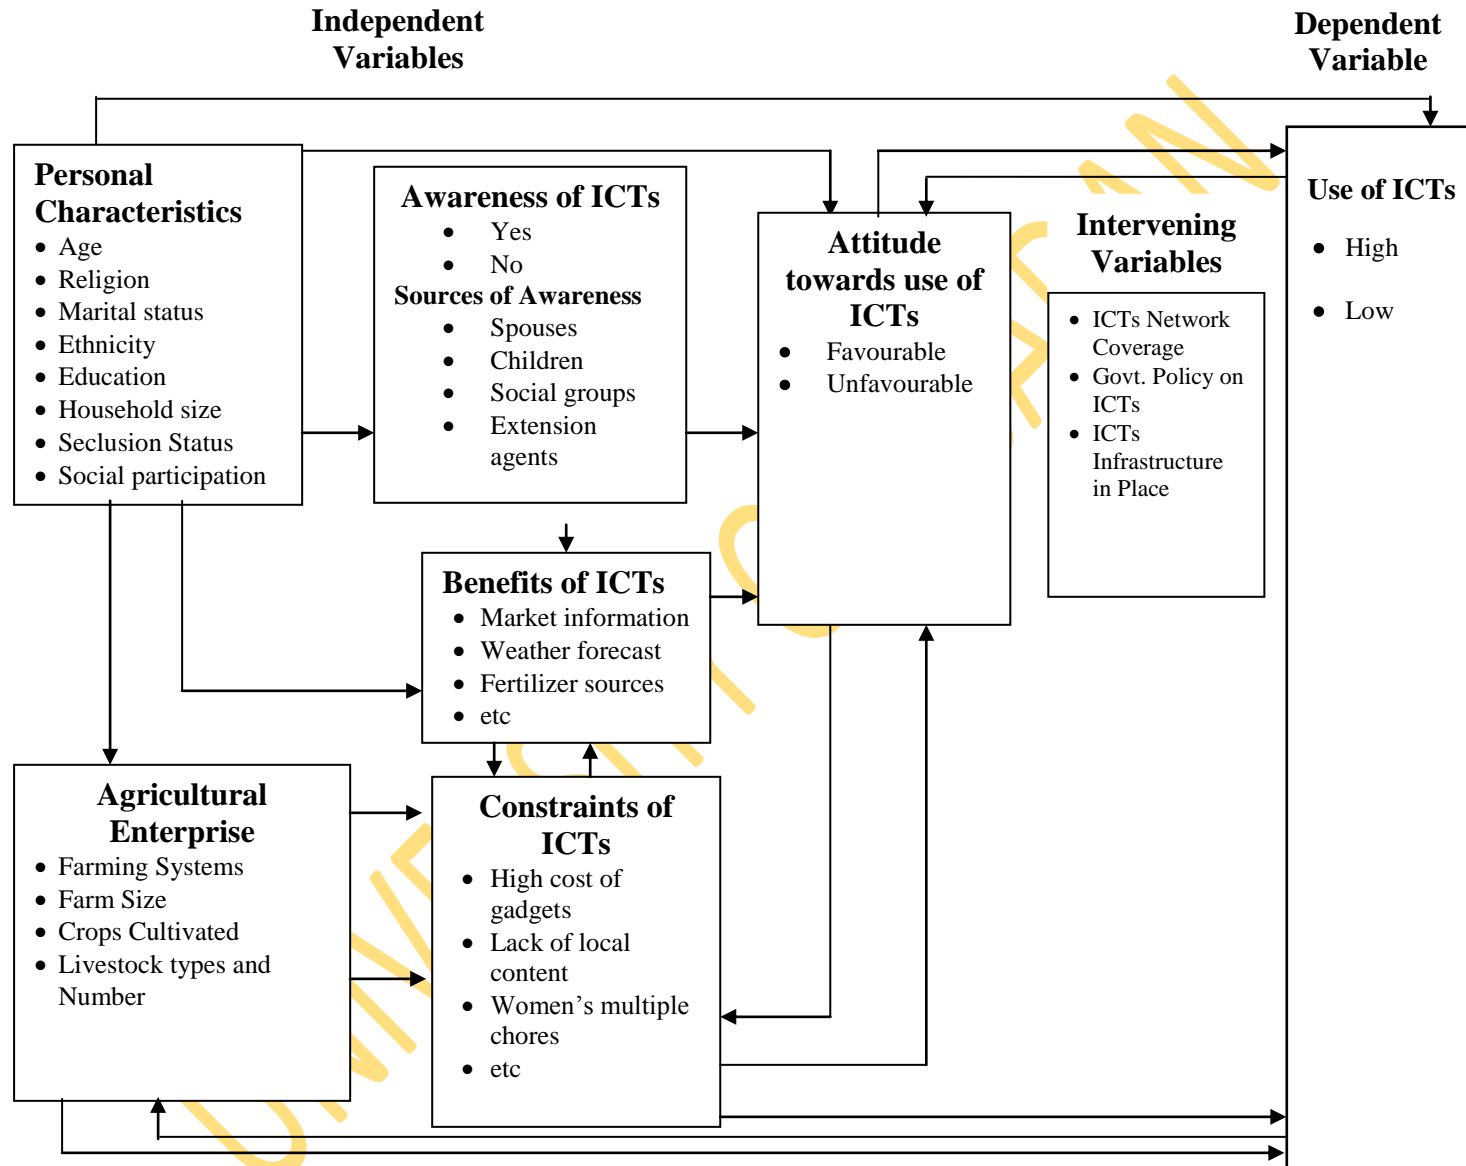 Independent
Variables
Dependent
Variable
Personal
Characteristics
• Age
• Religion
• Marital status
• Ethnicity
• Education
• Household size
• Seclusion Status
• Social participation
Awareness of ICTs
• Yes
• No
Sources of Awareness
• Spouses
• Children
• Social groups
• Extension
agents
Attitude
towards use of
ICTs
• Favourable
• Unfavourable
Intervening
Variables
• ICTs Network
Coverage
• Govt. Policy on
ICTs
• ICTs
Infrastructure
in Place
Use of ICTs
• High
• Low
Benefits of ICTs
• Market information
• Weather forecast
• Fertilizer sources
• etc
Agricultural
Enterprise
• Farming Systems
• Farm Size
• Crops Cultivated
• Livestock types and
Number
Constraints of
ICTs
• High cost of
gadgets
• Lack of local
content
• Women’s multiple
chores
• etc